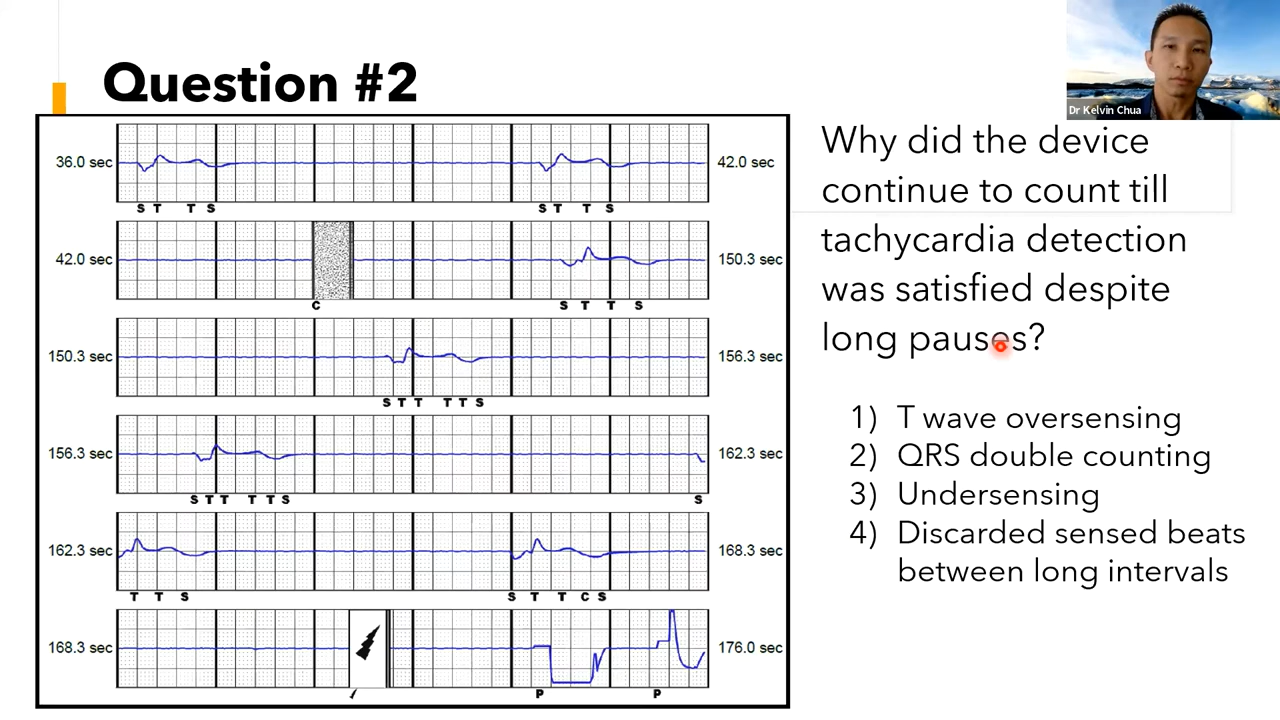 Question #2
Dr Kelvin Chua
36.0 sec
42.0 sec
S T T S S T T S
42.0 sec
150.3 sec
C S T T S
150.3 sec
156.3 sec
S T T T T S
156.3 sec
162.3 sec
S T T T T S S
162.3 sec
168.3 sec
T T S S T T C S
168.3 sec
176.0 sec
P P
Why did the device
continue to count till
tachycardia detection
was satisfied despite
long pauses?
1) T wave oversensing
2) QRS double counting
3) Undersensing
4) Discarded sensed beats
between long intervals